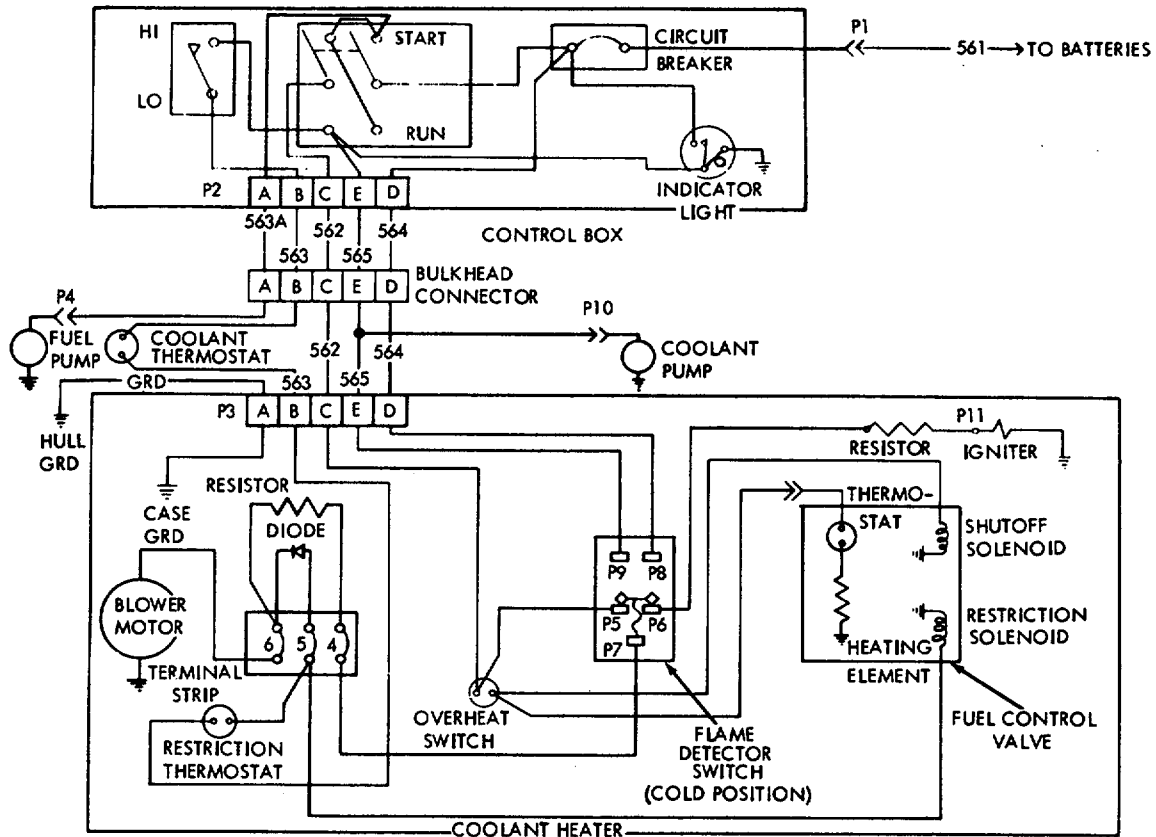 HI
LO
START
RUN
CIRCUIT
BREAKER
P1
561
TO BATTERIES
INDICATOR
LIGHT
P2
A B C E D
563A
562
564
563
565
CONTROL BOX
A B C E D
BULKHEAD
CONNECTOR
P4
FUEL
PUMP
COOLANT
THERMOSTAT
P10
COOLANT
PUMP
562
564
563
565
GRD
HULL
GRD
P3
A B C E D
CASE
GRD
RESISTOR
DIODE
BLOWER
MOTOR
6 5 4
TERMINAL
STRIP
RESTRICTION
THERMOSTAT
OVERHEAT
SWITCH
P9 P8
P5 P6
P7
FLAME
DETECTOR
SWITCH
(COLD POSITION)
RESISTOR
P11
IGNITER
THERMO-
STAT
SHUTOFF
SOLENOID
RESTRICTION
SOLENOID
HEATING
ELEMENT
FUEL CONTROL
VALVE
COOLANT HEATER